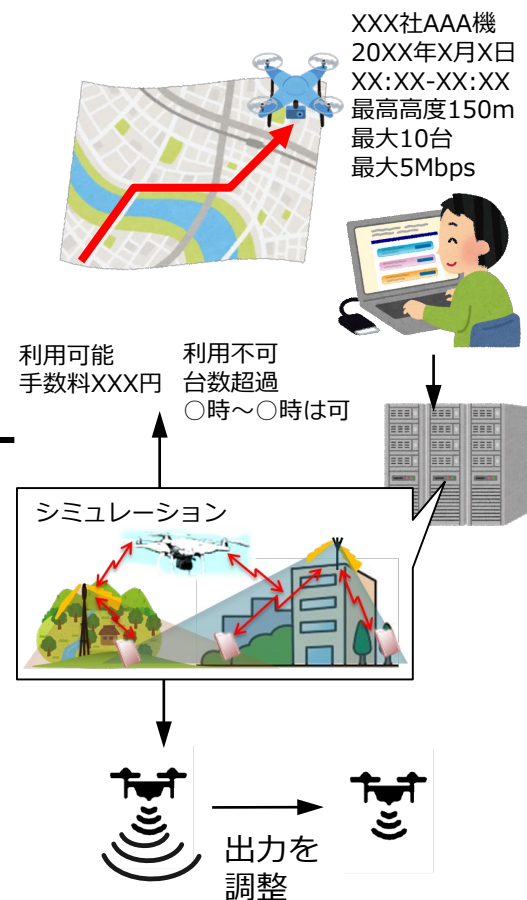 XXX社AAA機
20XX年X月X日
XX:XX-XX:XX
最高高度150m
最大10台
最大5Mbps
利用可能
手数料XXX円
利用不可
台数超過
○時～○時は可
シミュレーション
出力を
調整